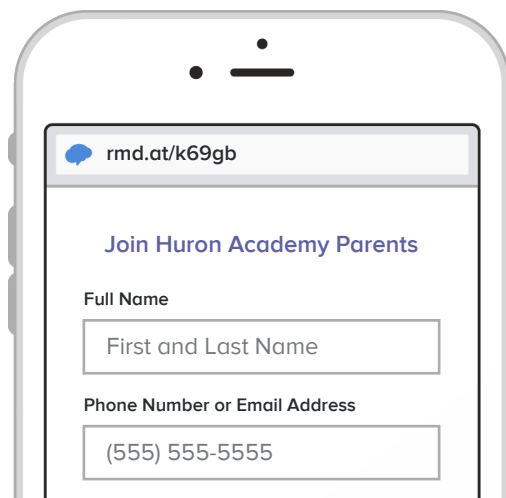 rmd.at/k69gb
Join Huron Academy Parents
Full Name
First and Last Name
Phone Number or Email Address
(555) 555-5555